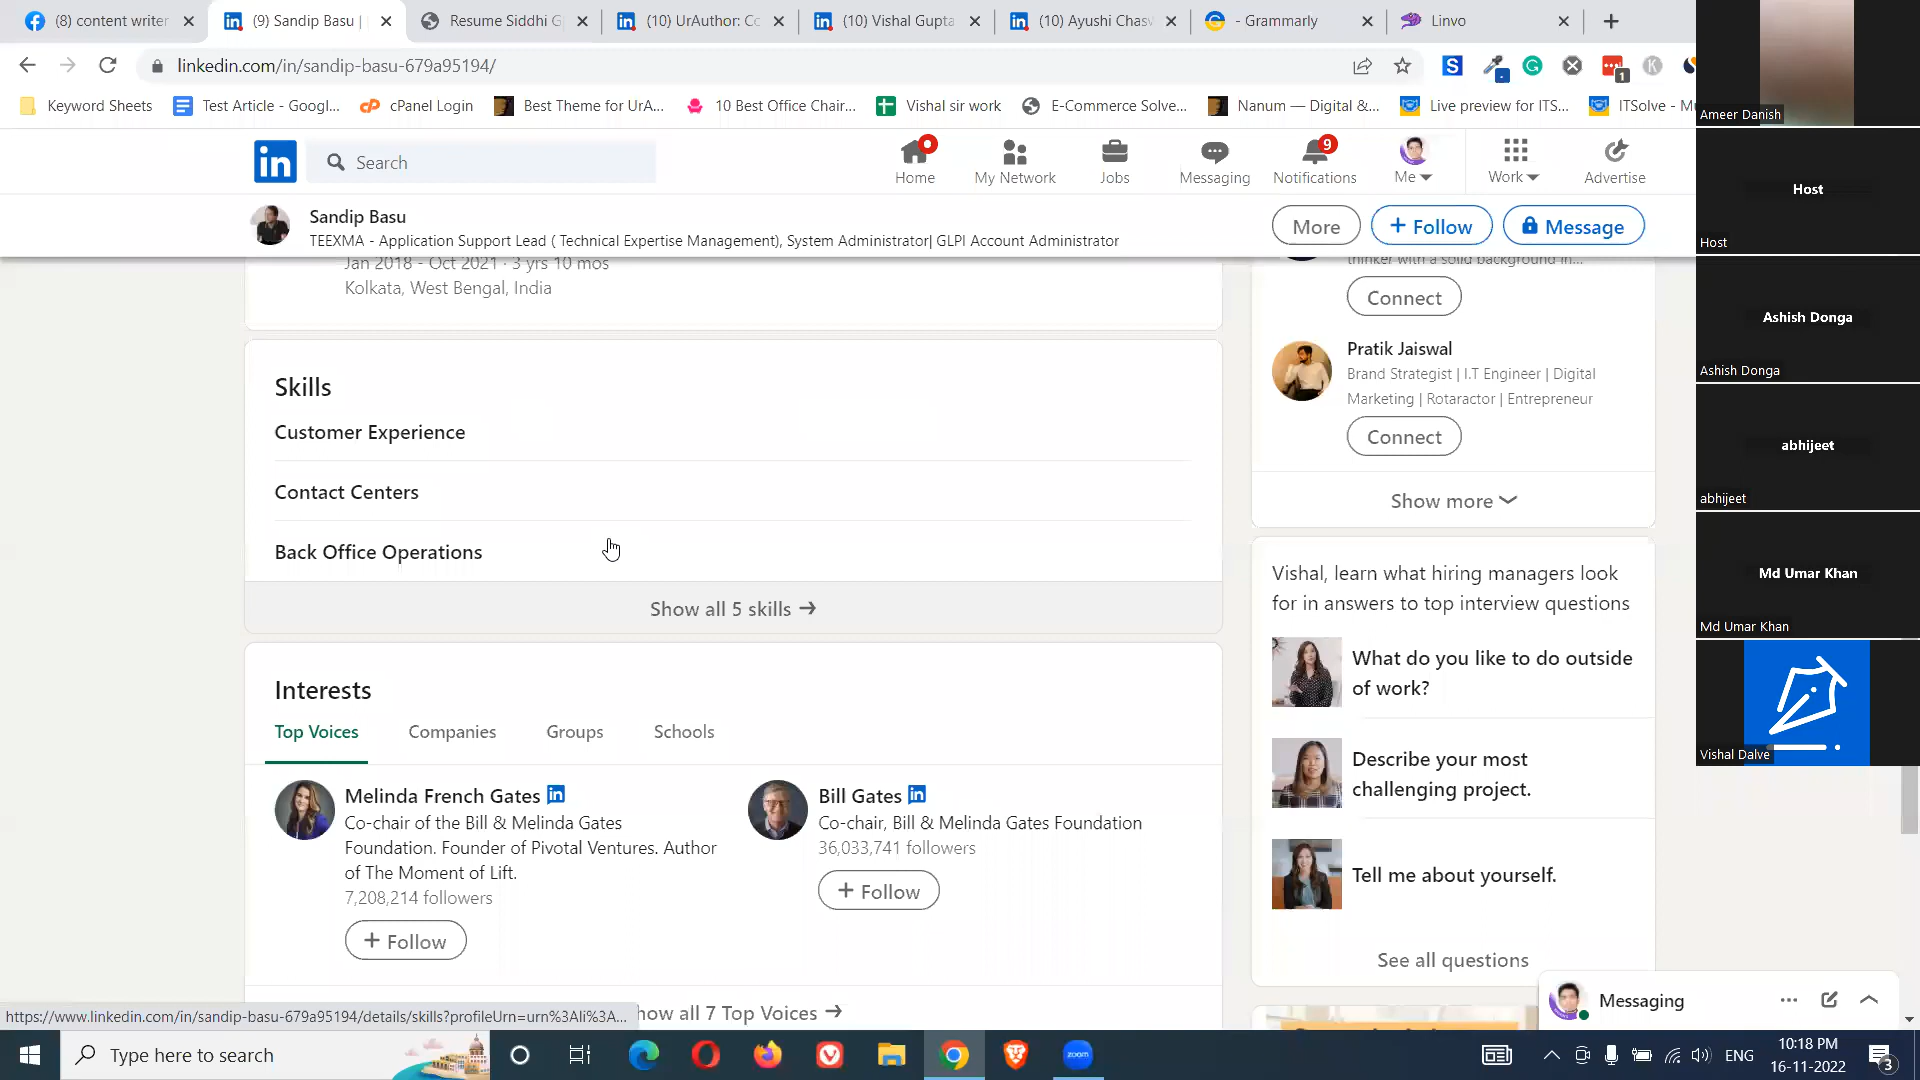 (8) content writer
(9) Sandip Basu |
Resume Siddhi G
(10) UrAuthor: Co
(10) Vishal Gupta
(10) Ayushi Chas
- Grammarly
Linvo
linkedin.com/in/sandip-basu-679a95194/
Keyword Sheets
Test Article - Googl...
cPanel Login
Best Theme for UrA...
10 Best Office Chair...
Vishal sir work
E-Commerce Solve...
Nanum — Digital &...
Live preview for ITS...
ITSolve - M
in
Search
Home
My Network
Jobs
Messaging
9
Notifications
Me
Work
Advertise
Sandip Basu
TEEXMA - Application Support Lead ( Technical Expertise Management), System Administrator| GLPI Account Administrator
More
+ Follow
Message
Jan 2018 - Oct 2021 · 3 yrs 10 mos
Kolkata, West Bengal, India
Skills
Customer Experience
Contact Centers
Back Office Operations
Show all 5 skills →
Interests
Top Voices
Companies
Groups
Schools
Melinda French Gates in
Co-chair of the Bill & Melinda Gates
Foundation. Founder of Pivotal Ventures. Author
of The Moment of Lift.
7,208,214 followers
+ Follow
Bill Gates in
Co-chair, Bill & Melinda Gates Foundation
36,033,741 followers
+ Follow
how all 7 Top Voices →
https://www.linkedin.com/in/sandip-basu-679a95194/details/skills?profileUrn=urn%3Ali%3A...
thinker with a solid background in...
Connect
Pratik Jaiswal
Brand Strategist | I.T Engineer | Digital
Marketing | Rotaractor | Entrepreneur
Connect
Show more
Vishal, learn what hiring managers look
for in answers to top interview questions
What do you like to do outside
of work?
Describe your most
challenging project.
Tell me about yourself.
See all questions
Messaging
Ameer Danish
Host
Host
Ashish Donga
Ashish Donga
abhijeet
abhijeet
Md Umar Khan
Md Umar Khan
Vishal Dalve
Type here to search
zoom
ENG
10:18 PM
16-11-2022
3